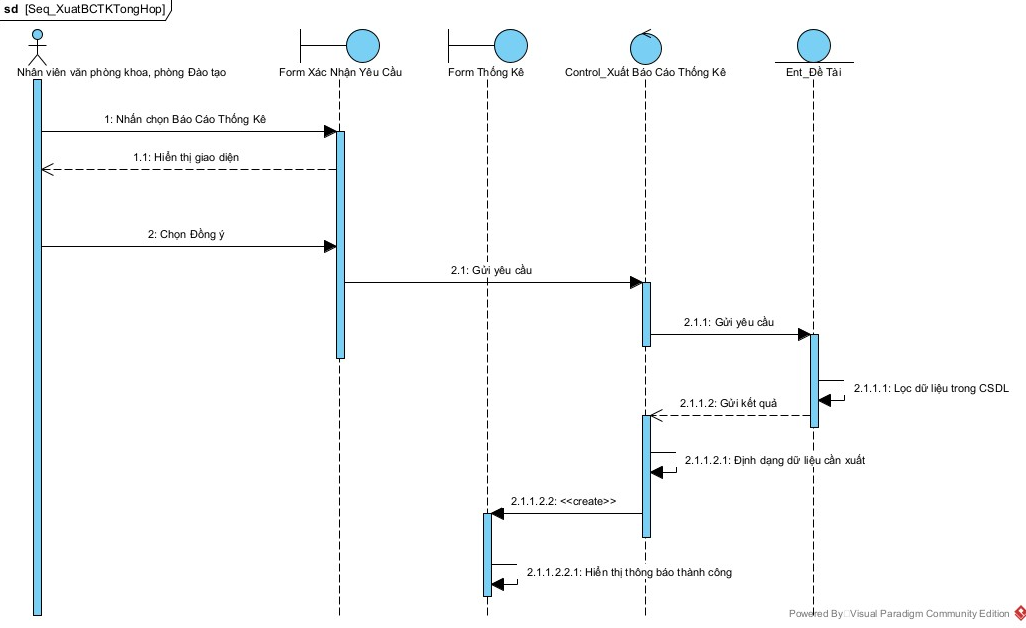 sd [Seq_XuatBCTKTongHop]
Nhân viên văn phòng khoa, phòng Đào tạo
Form Xác Nhận Yêu Cầu
Form Thống Kê
Control_Xuất Báo Cáo Thống Kê
Ent_Đề Tài
1: Nhấn chọn Báo Cáo Thống Kê
1.1: Hiển thị giao diện
2: Chọn Đồng ý
2.1: Gửi yêu cầu
2.1.1: Gửi yêu cầu
2.1.1.1: Lọc dữ liệu trong CSDL
2.1.1.2: Gửi kết quả
2.1.1.2.1: Định dạng dữ liệu cần xuất
2.1.1.2.2: <<create>>
2.1.1.2.2.1: Hiển thị thông báo thành công
Powered By Visual Paradigm Community Edition